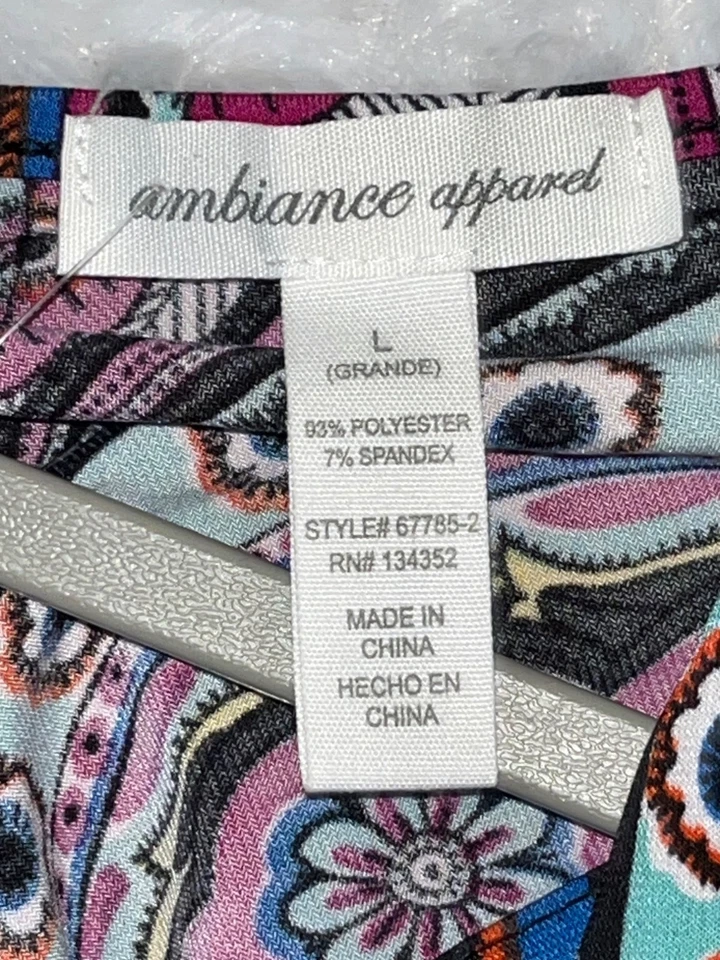 ambiance apparel
L
(GRANDE)
93% POLYESTER
7% SPANDEX
STYLE# 67785-2
RN# 134352
MADE IN
CHINA
HECHO EN
CHINA